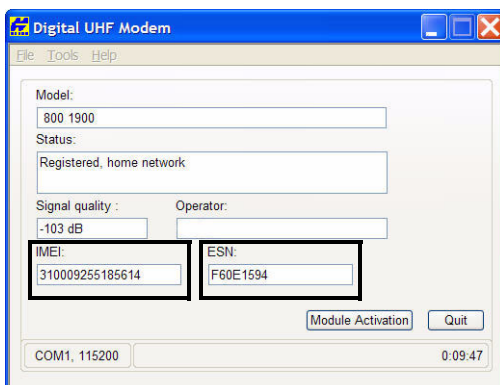 Digital UHF Modem
File Tools Help
Model:
800 1900
Status:
Registered, home network
Signal quality : Operator:
-103 dB
IMEI: ESN:
310009255185614 F60E1594
Module Activation Quit
COM1, 115200 0:09:47